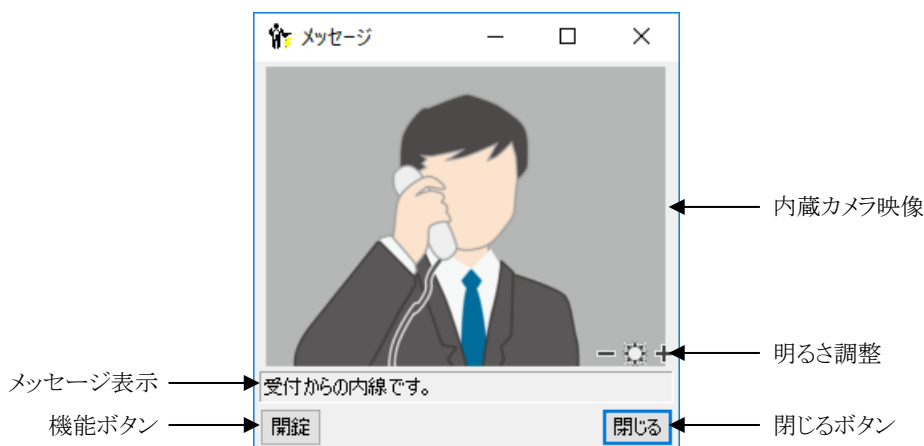 メッセージ
内蔵カメラ映像
明るさ調整
メッセージ表示
受付からの内線です。
機能ボタン
開錠
閉じる
閉じるボタン